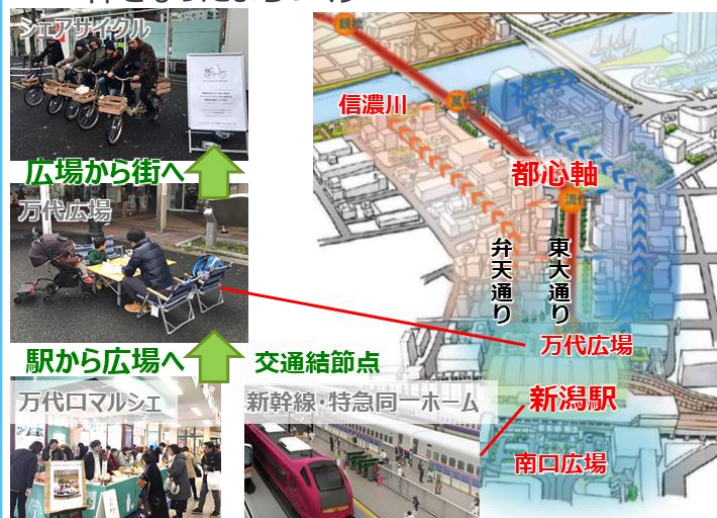 シェアサイクル
広場から街へ
万代広場
駅から広場へ
交通結節点
万代口マルシェ
新幹線・特急同一ホーム
信濃川
都心軸
弁天通り
東大通り
万代広場
新潟駅
南口広場